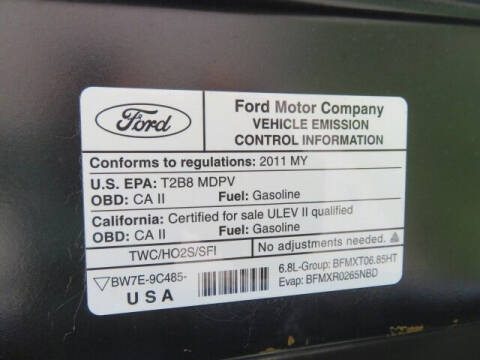 Ford
Ford Motor Company
VEHICLE EMISSION
CONTROL INFORMATION
Conforms to regulations: 2011 MY
U.S. EPA: T2B8 MDPV
OBD: CA II Fuel: Gasoline
California: Certified for sale ULEV II qualified
OBD: CA II Fuel: Gasoline
TWC/HO2S/SFI No adjustments needed.
BW7E-9C485-
USA
6.8L-Group: BFMXT06.85HT
Evap: BFMXR0265NBD